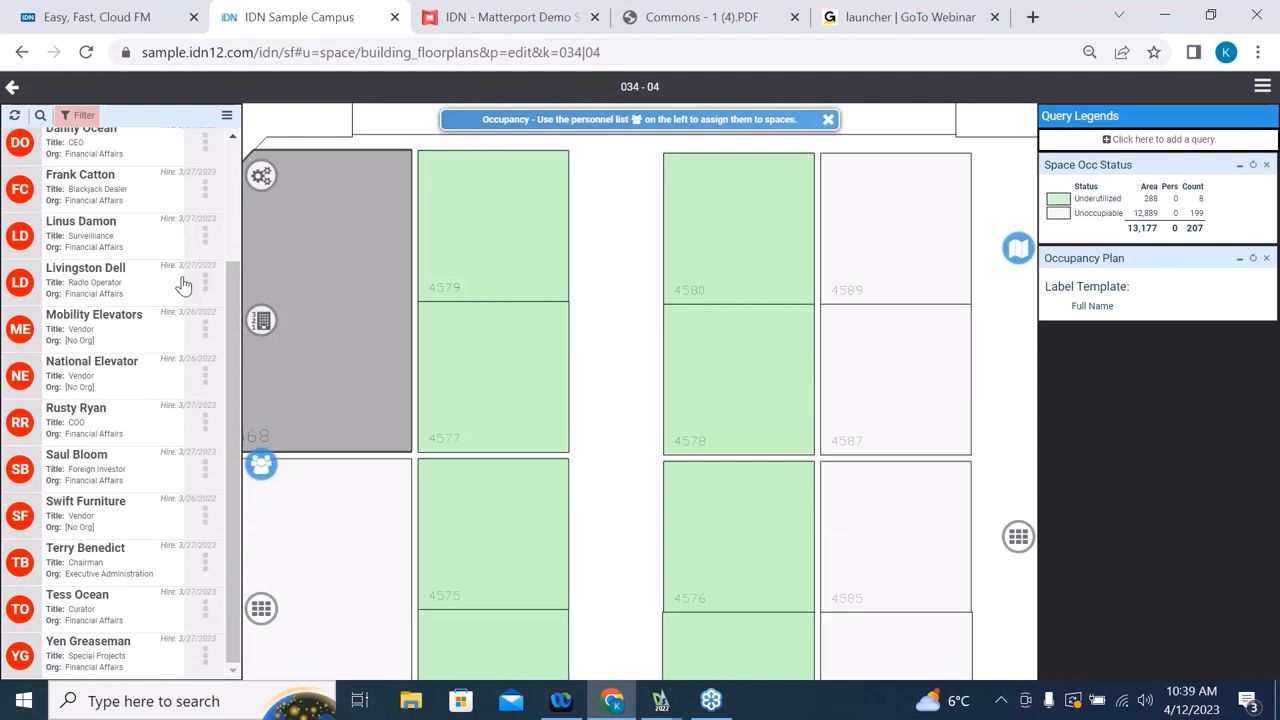 Easy, Fast, Cloud FM
IDN Sample Campus
IDN - Matterport Demo S
Commons - 1 (4).PDF
launcher | GoTo Webinar
sample.idn12.com/idn/sf#u=space/building_floorplans&p=edit&k=034|04
K
034 - 04
Filter
Occupancy - Use the personnel list on the left to assign them to spaces.
DO
Danny Ocean
Title: CEO
Org: Financial Affairs
FC
Frank Catton
Hire: 3/27/2023
Title: Blackjack Dealer
Org: Financial Affairs
LD
Linus Damon
Hire: 3/27/2023
Title: Surveilliance
Org: Financial Affairs
LD
Livingston Dell
Hire: 3/27/2023
Title: Radio Operator
Org: Financial Affairs
ME
Mobility Elevators
Hire: 3/26/2022
Title: Vendor
Org: [No Org]
NE
National Elevator
Hire: 3/26/2022
Title: Vendor
Org: [No Org]
RR
Rusty Ryan
Hire: 3/27/2023
Title: COO
Org: Financial Affairs
SB
Saul Bloom
Hire: 3/27/2023
Title: Foreign Investor
Org: Financial Affairs
SF
Swift Furniture
Hire: 3/26/2022
Title: Vendor
Org: [No Org]
TB
Terry Benedict
Hire: 3/27/2023
Title: Chairman
Org: Executive Administration
TO
Tess Ocean
Hire: 3/27/2023
Title: Curator
Org: Financial Affairs
YG
Yen Greaseman
Hire: 3/27/2023
Title: Special Projects
Org: Financial Affairs
4579
4580
4589
68
4577
4578
4587
4575
4576
4585
Query Legends
Click here to add a query.
Space Occ Status
Status Area Pers Count
Underutilized 288 0 8
Unoccupiable 12,889 0 199
13,177 0 207
Occupancy Plan
Label Template:
Full Name
Type here to search
2022
6°C
10:39 AM
4/12/2023
3